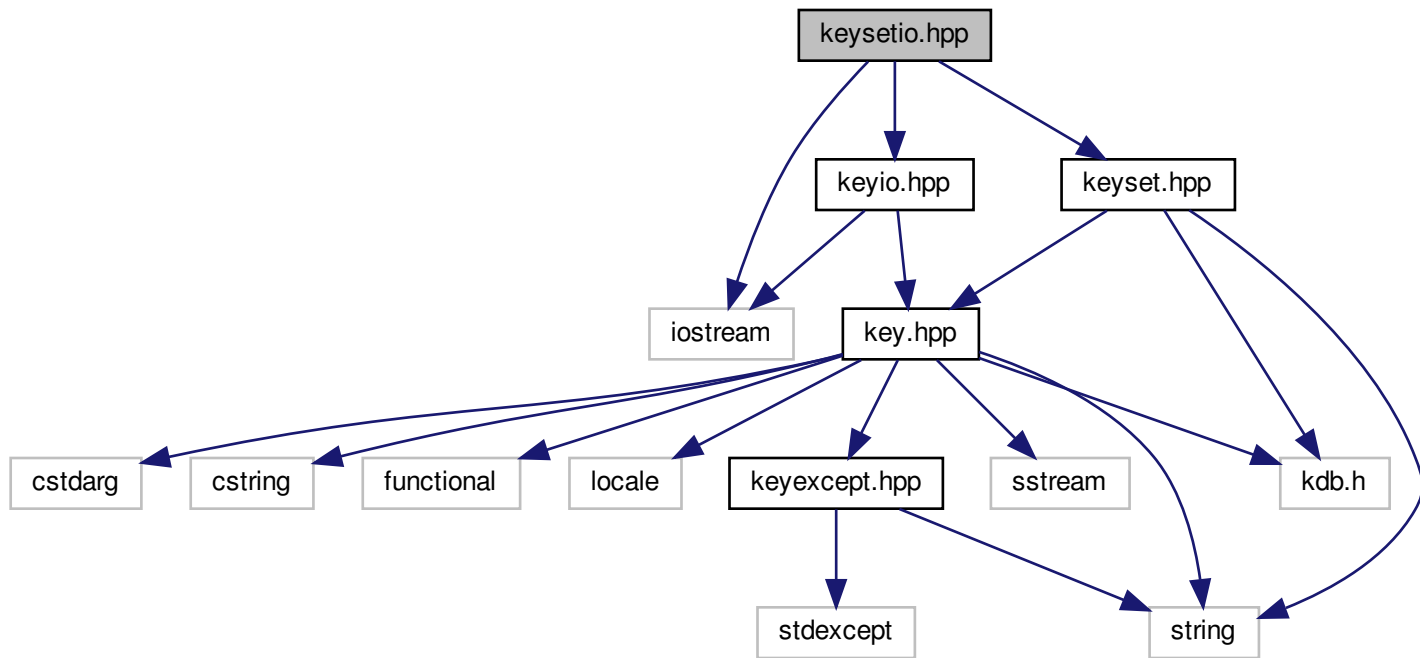 keysetio.hpp
keyio.hpp
keyset.hpp
iostream
key.hpp
cstdarg
cstring
functional
locale
keyexcept.hpp
sstream
kdb.h
stdexcept
string